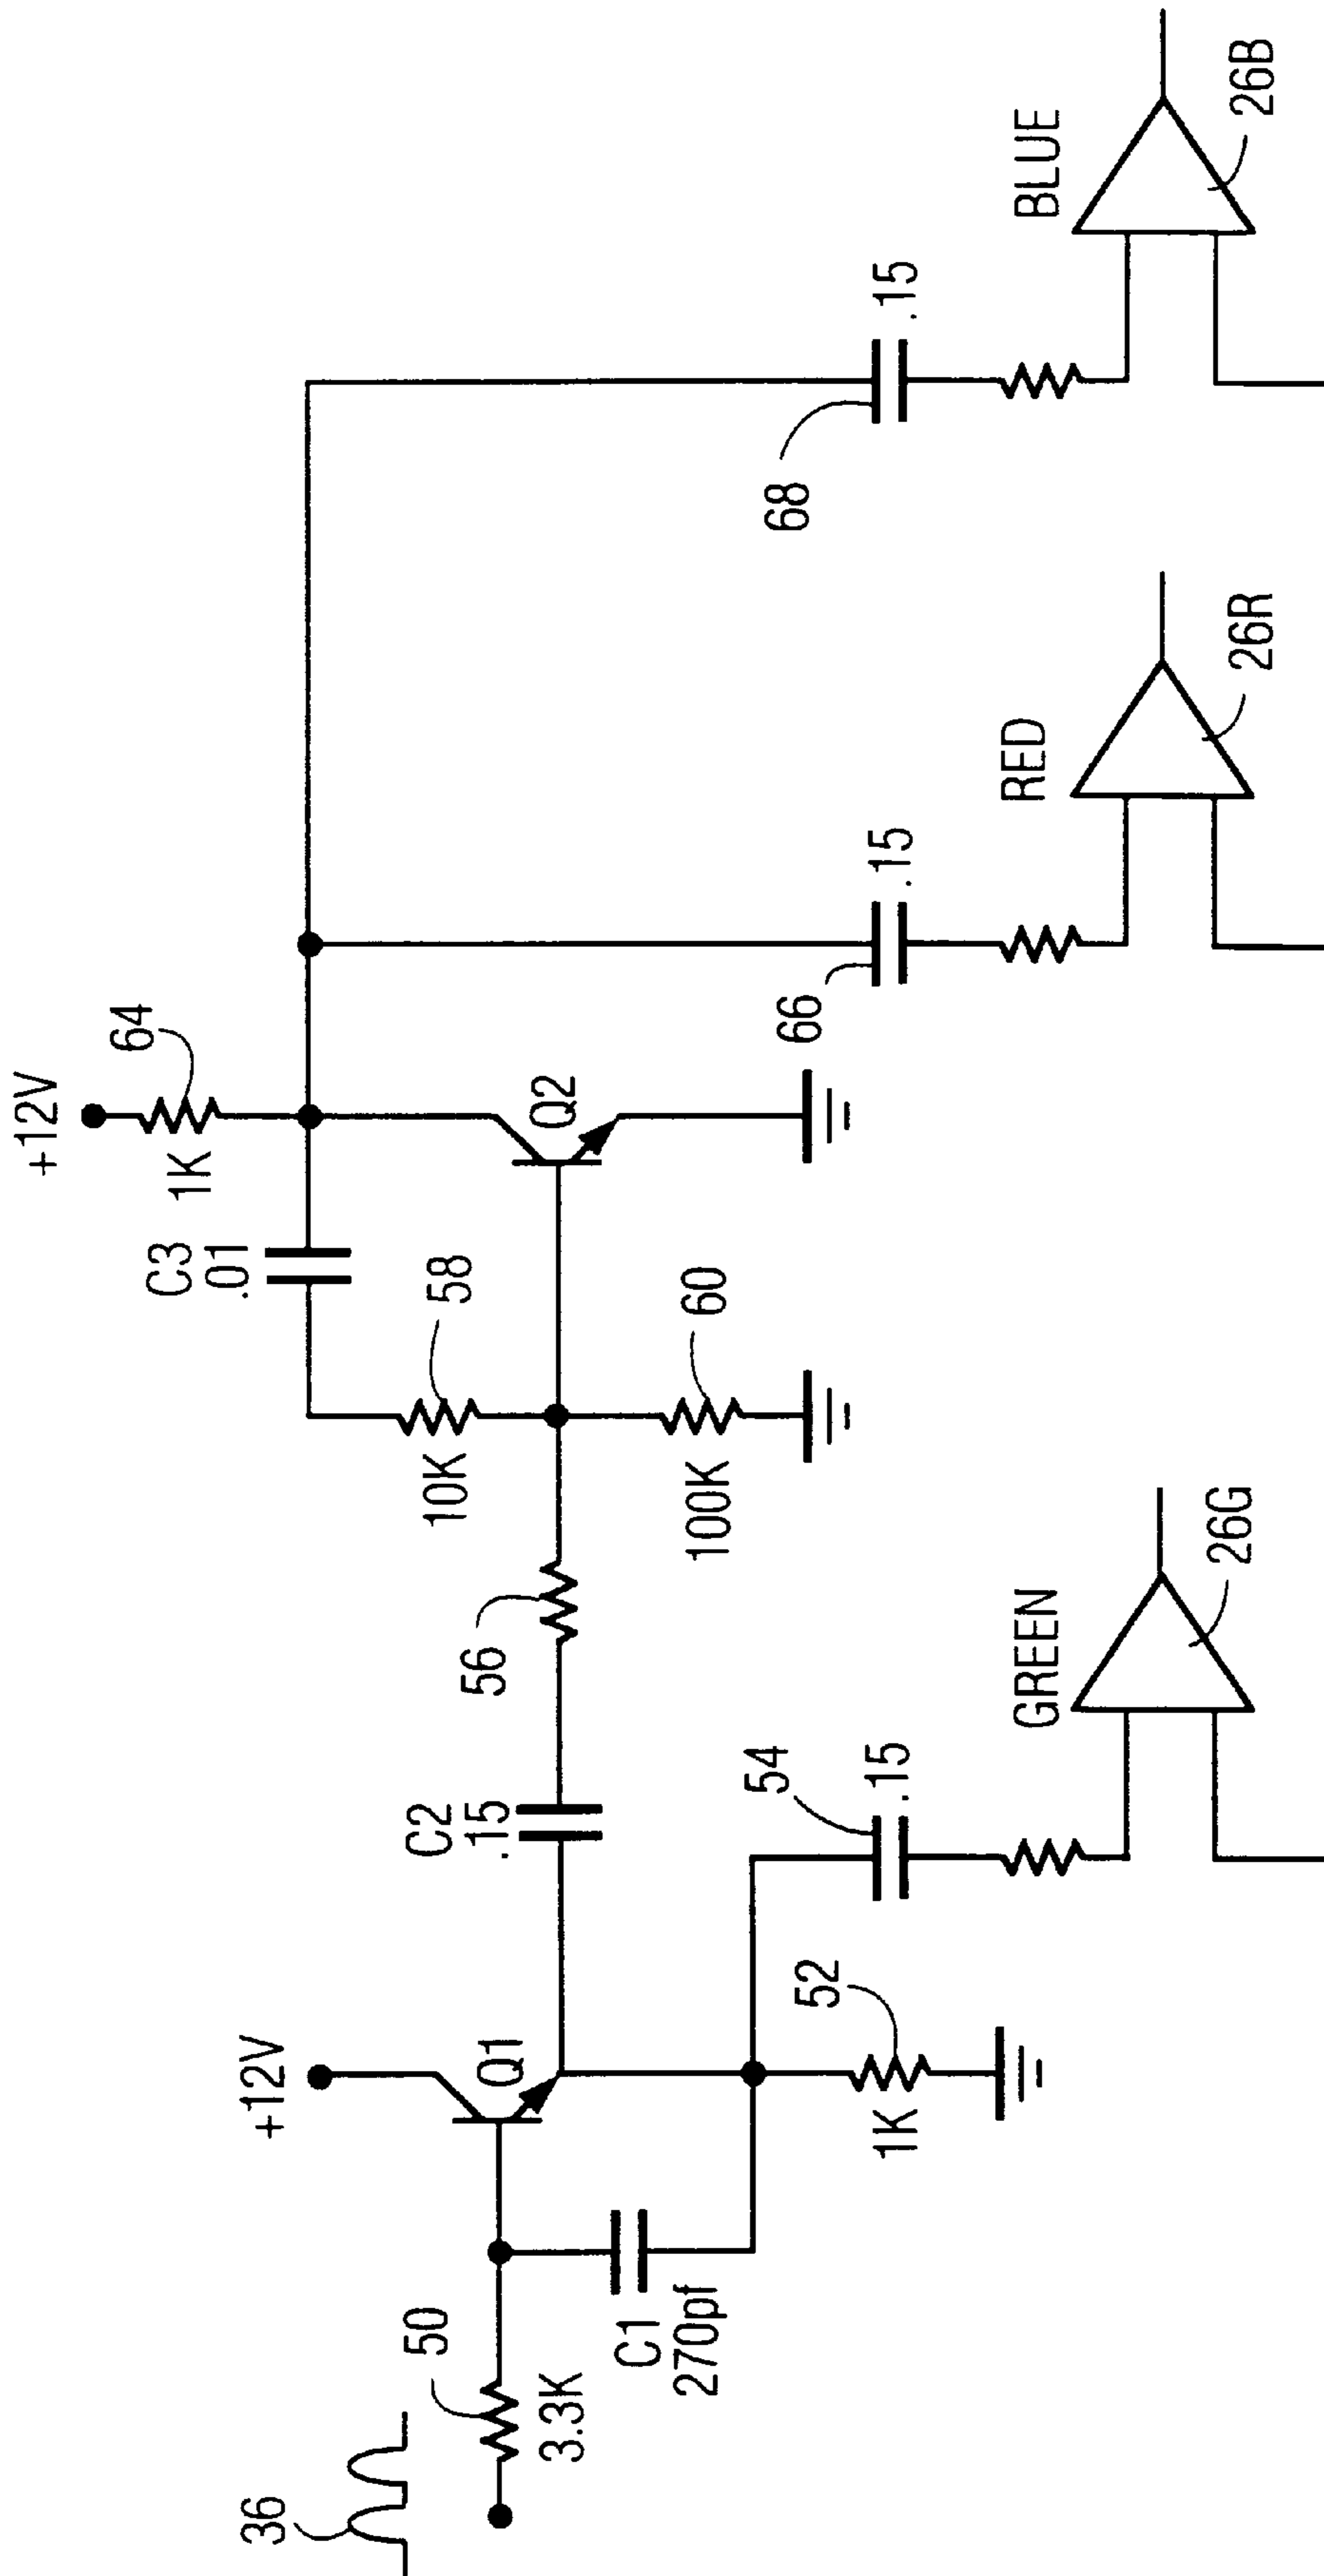 36
50
3.3K
C1
270pf
+12V
Q1
52
1K
54
.15
GREEN
26G
C2
.15
56
58
10K
60
100K
C3
.01
+12V
64
1K
Q2
66
.15
RED
26R
68
.15
BLUE
26B